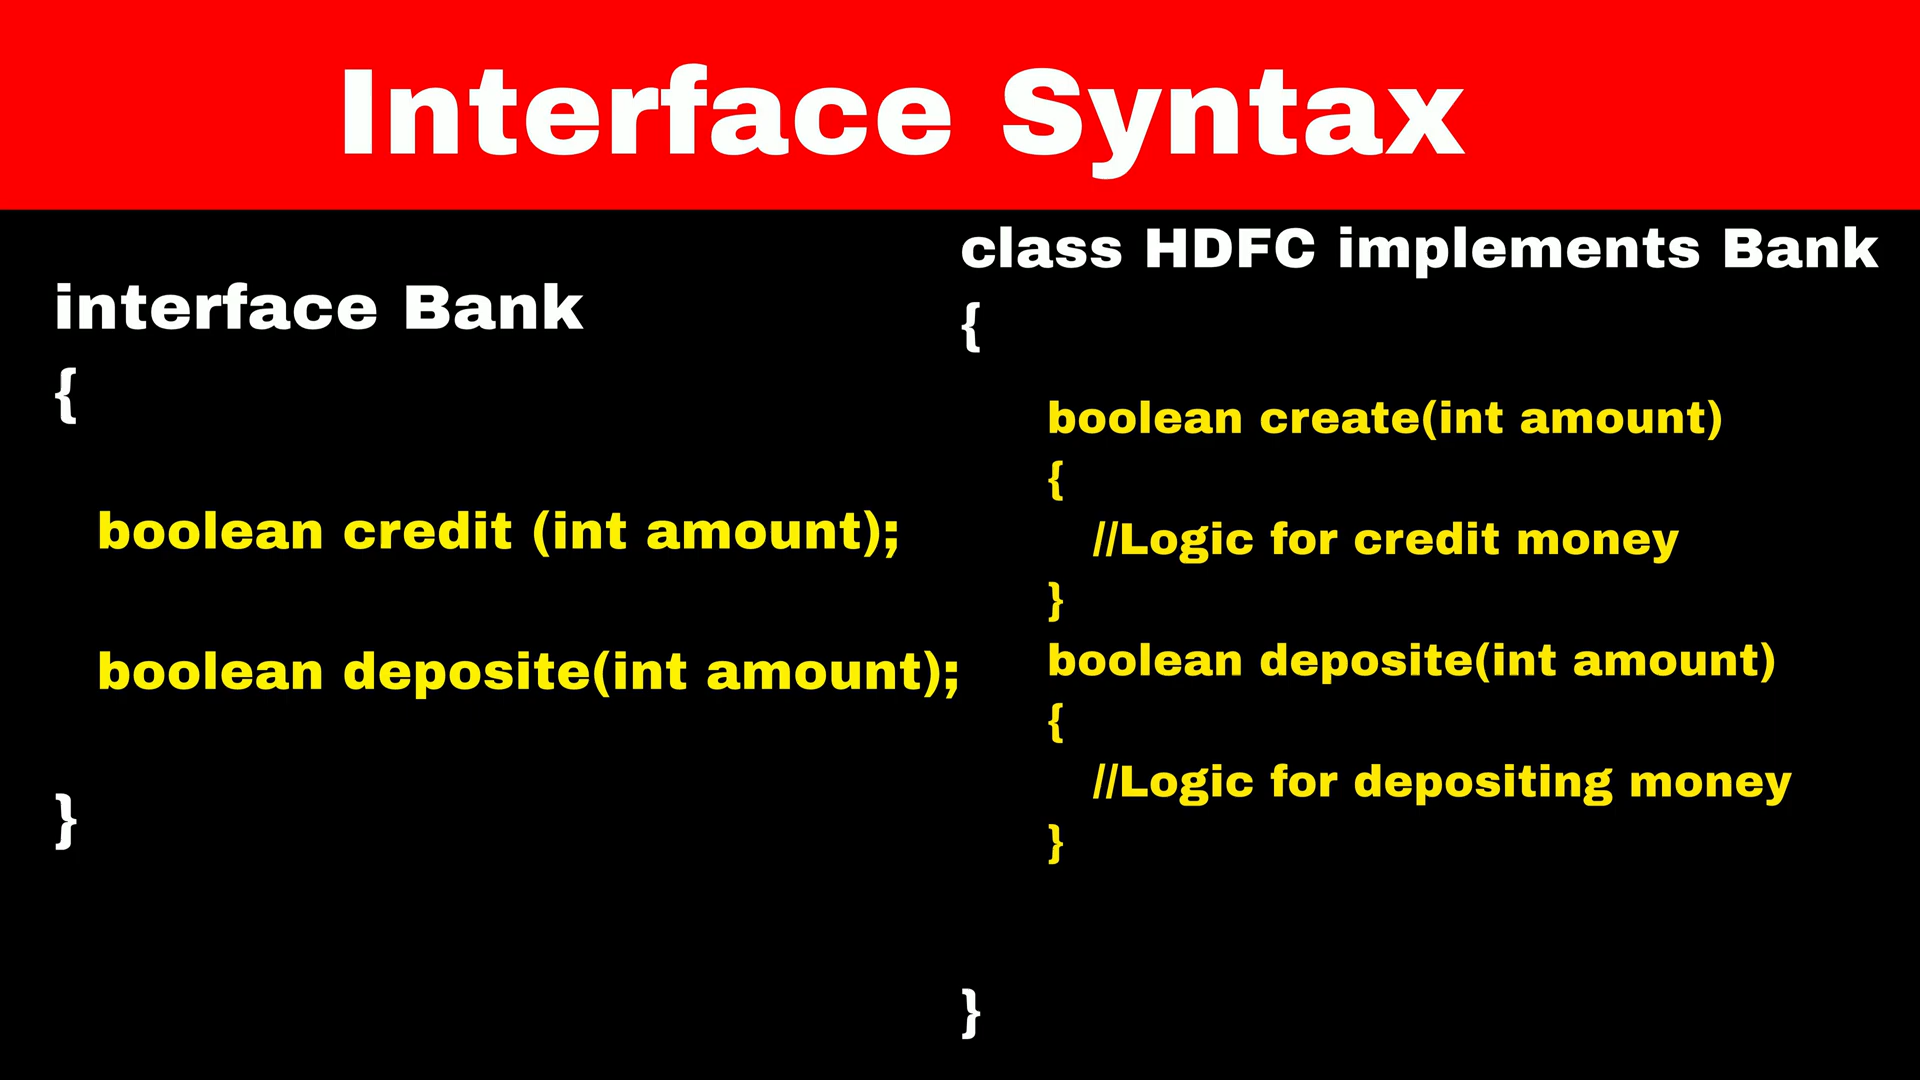 Interface Syntax
interface Bank
{
boolean credit (int amount);
boolean deposite(int amount);
}
class HDFC implements Bank
{
boolean create(int amount)
{
//Logic for credit money
}
boolean deposite(int amount)
{
//Logic for depositing money
}
}